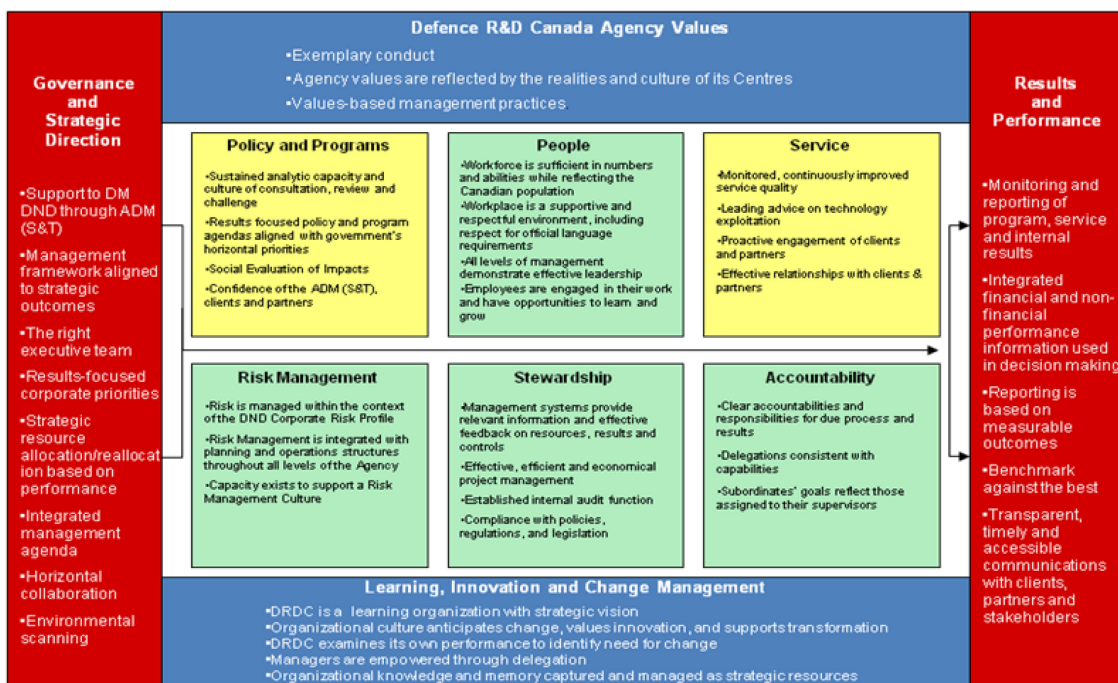 Defence R&D Canada Agency Values
•Exemplary conduct
•Agency values are reflected by the realities and culture of its Centres
•Values-based management practices.
Governance
and
Strategic
Direction
•Support to DM
DND through ADM
(S&T)
•Management
framework aligned
to strategic
outcomes
•The right
executive team
•Results-focused
corporate priorities
•Strategic
resource
allocation/reallocat
ion based on
performance
•Integrated
management
agenda
•Horizontal
collaboration
•Environmental
scanning
Policy and Programs
•Sustained analytic capacity and
culture of consultation, review and
challenge
•Results focused policy and program
agendas aligned with government's
horizontal priorities
•Social Evaluation of Impacts
•Confidence of the ADM (S&T),
clients and partners
People
•Workforce is sufficient in numbers
and abilities while reflecting the
Canadian population
•Workplace is a supportive and
respectful environment, including
respect for official language
requirements
•All levels of management
demonstrate effective leadership
•Employees are engaged in their work
and have opportunities to learn and
grow
Service
•Monitored, continuously improved
service quality
•Leading advice on technology
exploitation
•Proactive engagement of clients
and partners
•Effective relationships with clients &
partners
Risk Management
•Risk is managed within the context
of the DND Corporate Risk Profile
•Risk Management is integrated with
planning and operations structures
throughout all levels of the Agency
•Capacity exists to support a Risk
Management Culture
Stewardship
•Management systems provide
relevant information and effective
feedback on resources, results and
controls
•Effective, efficient and economical
project management
•Established internal audit function
•Compliance with policies,
regulations, and legislation
Accountability
•Clear accountabilities and
responsibilities for due process and
results
•Delegations consistent with
capabilities
•Subordinates' goals reflect those
assigned to their supervisors
Results
and
Performance
•Monitoring and
reporting of
program, service
and internal
results
•Integrated
financial and non-
financial
performance
information used
in decision making
•Reporting is
based on
measurable
outcomes
•Benchmark
against the best
•Transparent,
timely and
accessible
communications
with clients,
partners and
stakeholders
Learning, Innovation and Change Management
•DRDC is a learning organization with strategic vision
•Organizational culture anticipates change, values innovation, and supports transformation
•DRDC examines its own performance to identify need for change
•Managers are empowered through delegation
•Organizational knowledge and memory captured and managed as strategic resources